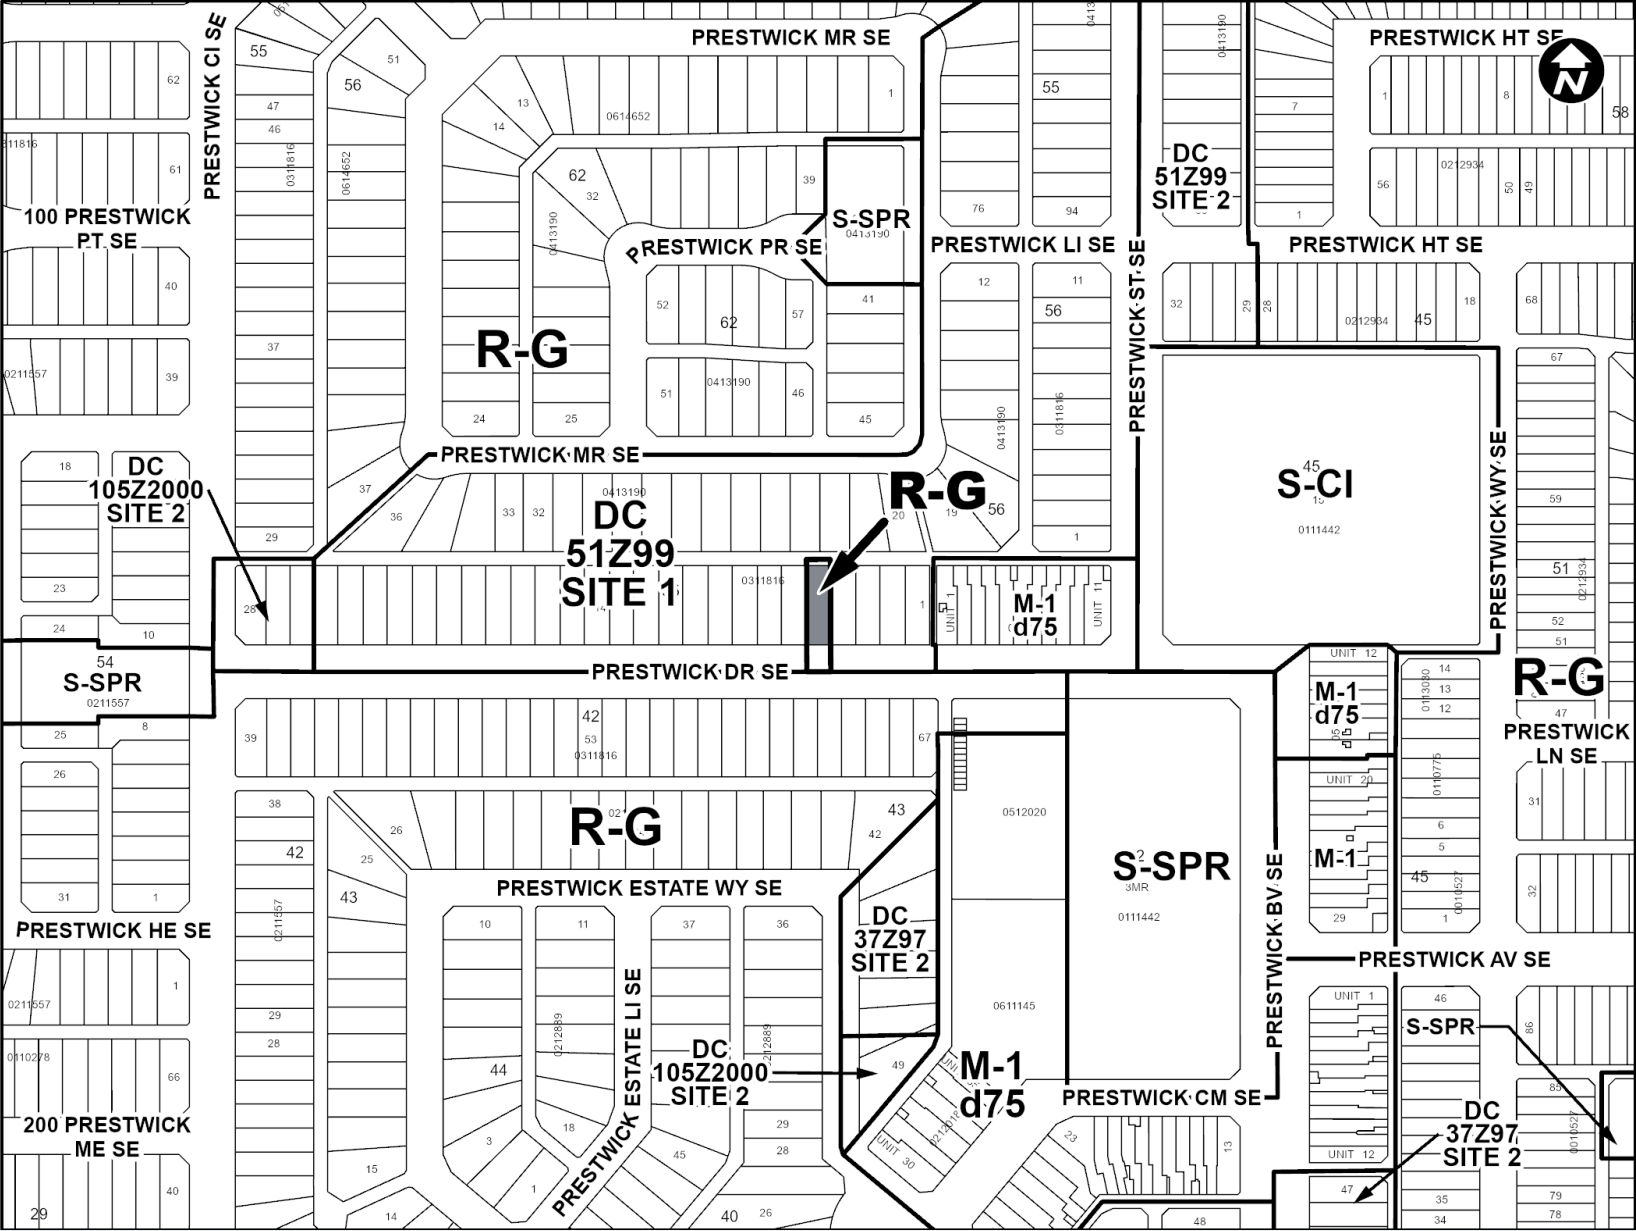 PRESTWICK MR SE
PRESTWICK HT SE
N
PRESTWICK CI SE
55
51
56
62
47
46
13
14
1
0614652
55
0413190
0413190
7
1
8
58
311816
61
0311816
0614652
62
32
39
0413190
S-SPR
0413190
DC
51Z99
SITE 2
0212934
56
50
49
76
94
1
100 PRESTWICK
PT SE
PRESTWICK PR SE
PRESTWICK LI SE
PRESTWICK ST SE
PRESTWICK HT SE
40
52
62
57
41
12
11
56
32
29
28
0212934
45
18
68
37
R-G
0211557
39
51
0413190
46
24
25
45
0413190
0311816
67
PRESTWICK MR SE
18
DC
105Z2000
SITE 2
37
36
33
32
0413190
DC
51Z99
SITE 1
20
R-G
19
56
1
45
S-CI
0111442
PRESTWICK WY SE
59
51
0212934
29
23
24
10
28
0311816
1
UNIT 1
M-1
d75
UNIT 11
52
51
54
S-SPR
0211557
PRESTWICK DR SE
UNIT 12
M-1
d75
14
13
12
0113030
R-G
47
25
8
39
42
53
0311816
67
PRESTWICK
LN SE
26
38
26
R-G
43
42
0512020
UNIT 20
0110775
31
42
25
43
S-SPR
2
3MR
0111442
M-1
6
5
45
0010527
32
31
1
PRESTWICK ESTATE WY SE
29
1
PRESTWICK HE SE
0211557
10
11
37
36
DC
37Z97
SITE 2
PRESTWICK BV SE
PRESTWICK AV SE
1
0211557
29
28
0611145
UNIT 1
46
S-SPR
86
0110278
66
44
0212889
PRESTWICK ESTATE LI SE
DC
105Z2000
SITE 2
49
M-1
d75
PRESTWICK CM SE
85
200 PRESTWICK
ME SE
3
18
29
28
UNIT 30
23
13
UNIT 12
DC
37Z97
SITE 2
0010527
15
45
40
1
47
35
34
79
78
29
14
40
26
48